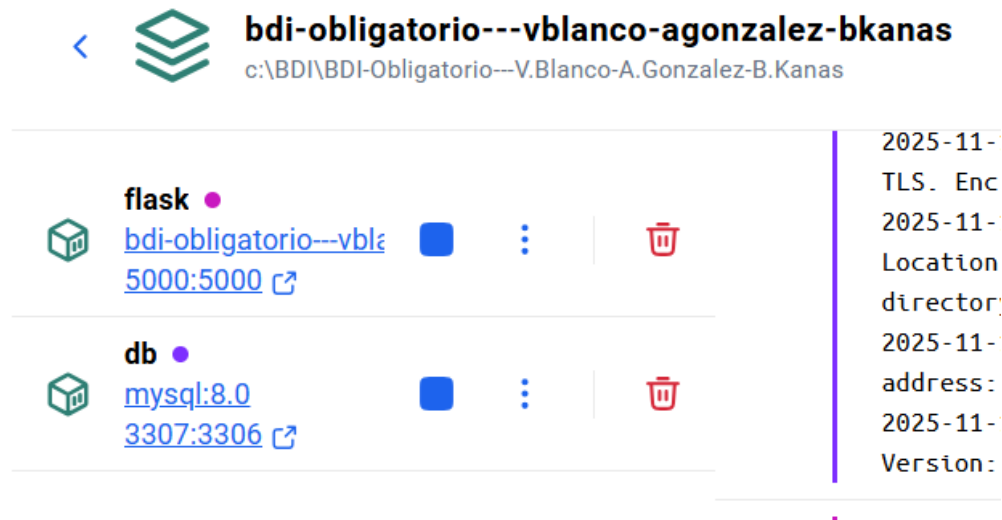 bdi-obligatorio---vblanco-agonzalez-bkanas
c:\BDI\BDI-Obligatorio---V.Blanco-A.Gonzalez-B.Kanas
flask
bdi-obligatorio---vbla
5000:5000
db
mysql:8.0
3307:3306
2025-11-
TLS. Enc
2025-11-
Location
directory
2025-11-
address:
2025-11-
Version: